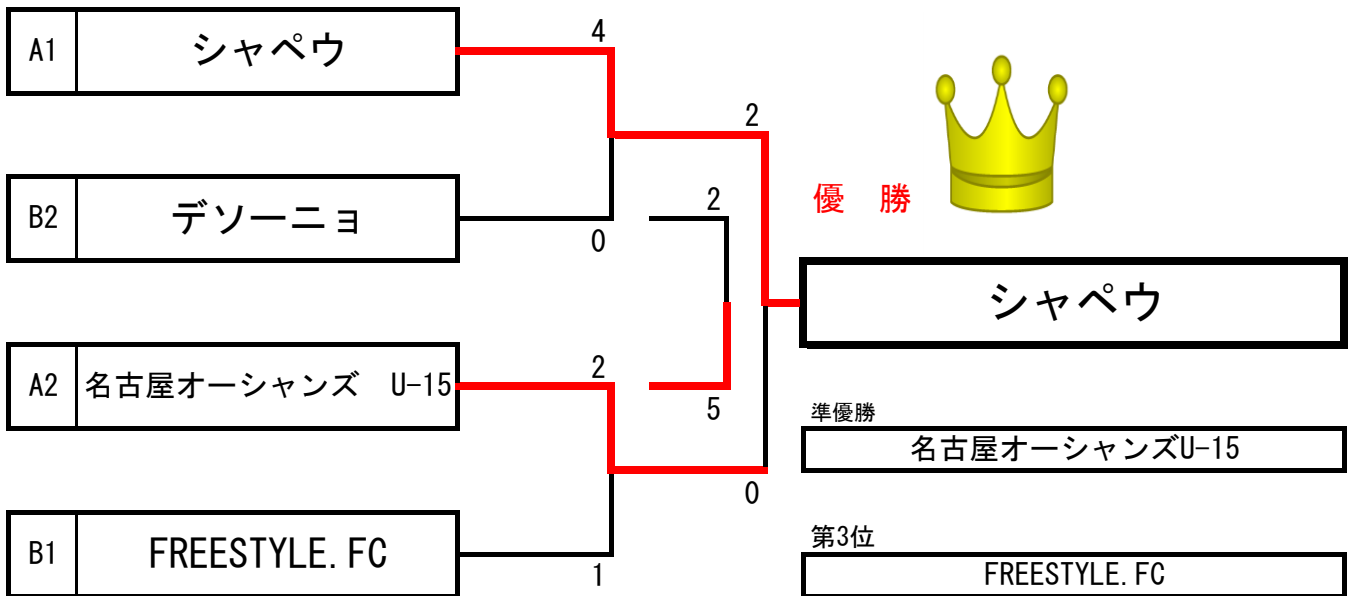 A1 シャペウ
4
2
B2 デソーニョ
0
2
優　勝
シャペウ
A2 名古屋オーシャンズ　U-15
2
5
0
準優勝
名古屋オーシャンズU-15
B1 FREESTYLE.FC
1
第3位
FREESTYLE.FC